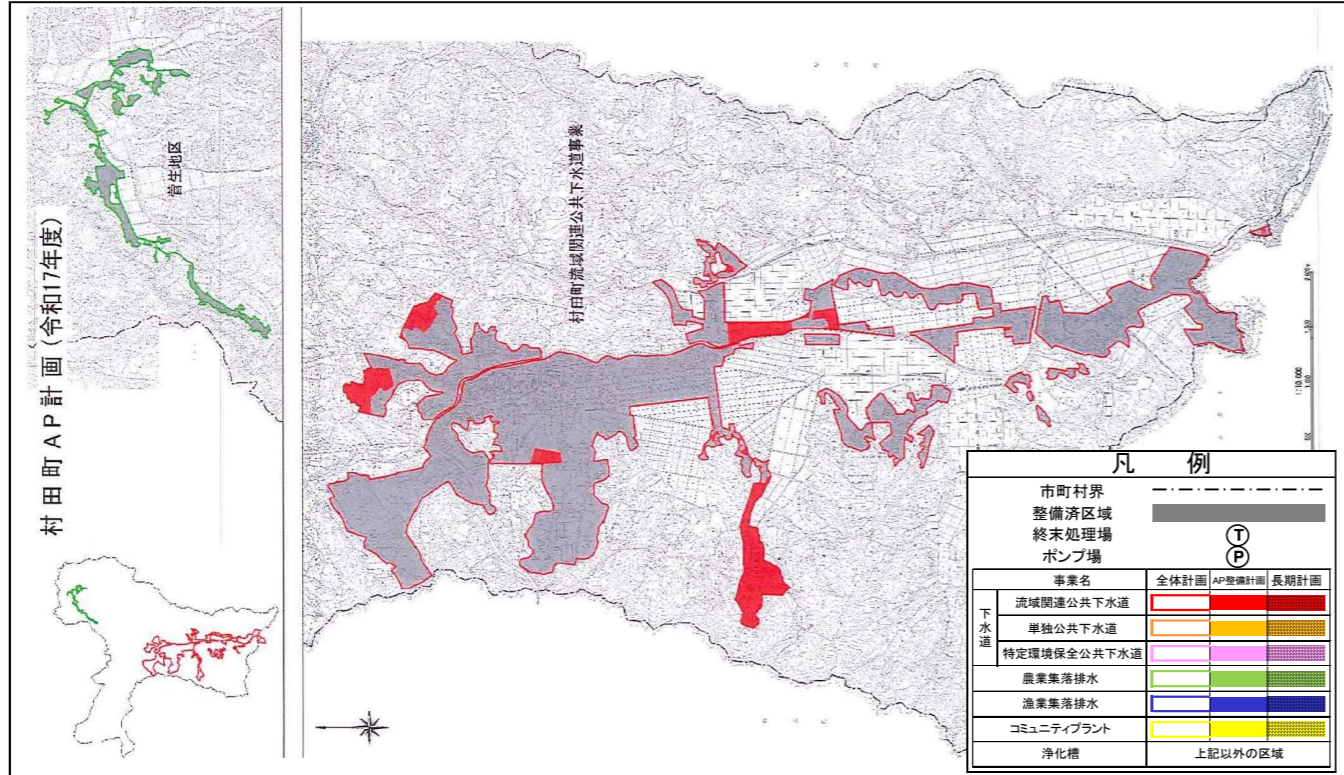 村田町AP計画(令和17年度)
菅生地区
村田町流域関連公共下水道事業
1:10,000
凡 例
市町村界
整備済区域
終末処理場 T
ポンプ場 P
事業名 全体計画 AP整備計画 長期計画
下水道
流域関連公共下水道
単独公共下水道
特定環境保全公共下水道
農業集落排水
漁業集落排水
コミュニティプラント
浄化槽 上記以外の区域